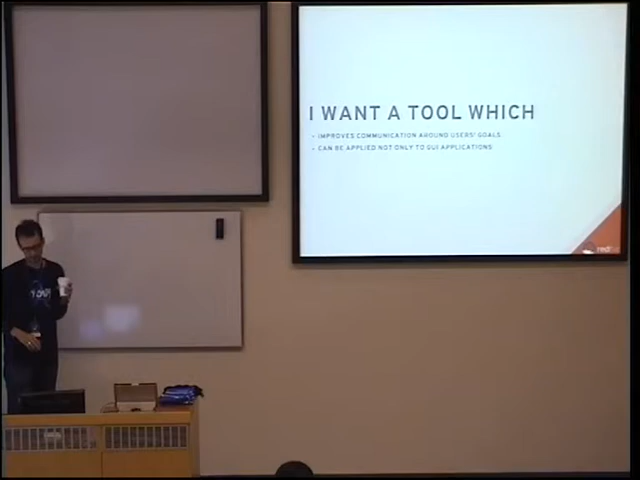 I WANT A TOOL WHICH
- IMPROVES COMMUNICATION AROUND USERS' GOALS
- CAN BE APPLIED NOT ONLY TO GUI APPLICATIONS